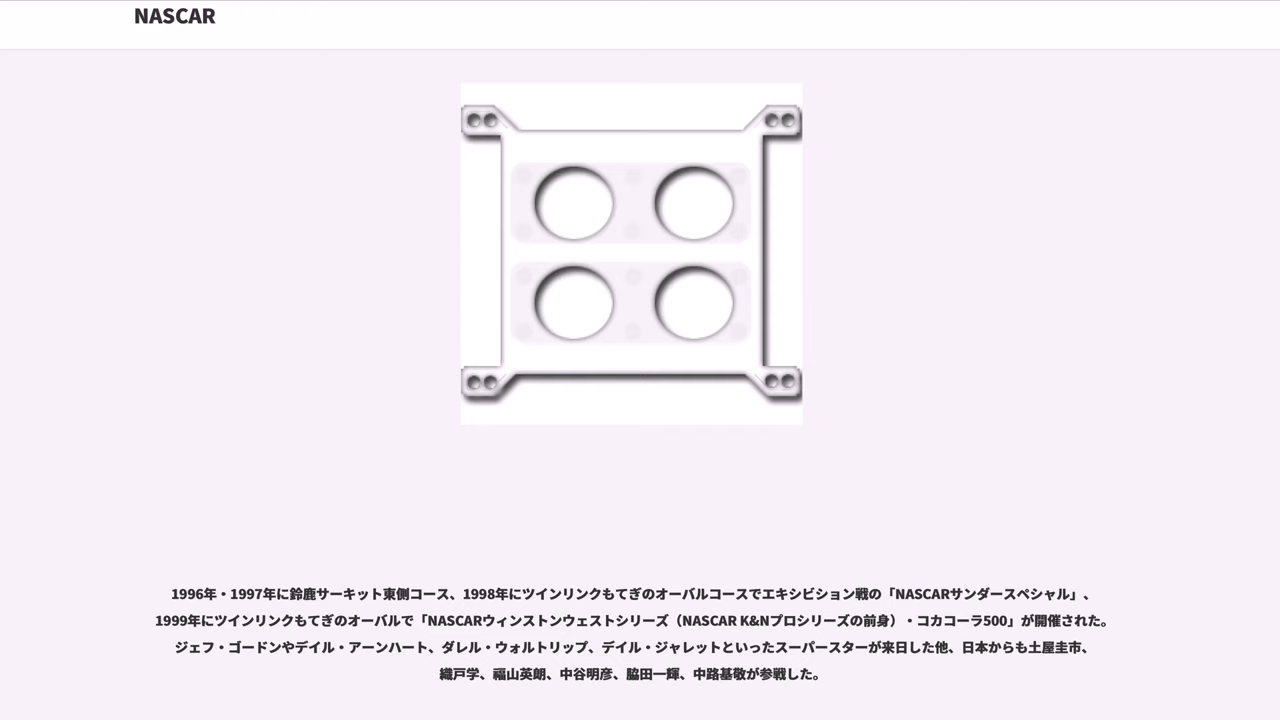 NASCAR
1996年・1997年に鈴鹿サーキット東側コース、1998年にツインリンクもてぎのオーバルコースでエキシビション戦の「NASCARサンダースペシャル」、
1999年にツインリンクもてぎのオーバルで「NASCARウィンストンウェストシリーズ（NASCAR K&Nプロシリーズの前身）・コカコーラ500」が開催された。
ジェフ・ゴードンやデイル・アーンハート、ダレル・ウォルトリップ、デイル・ジャレットといったスーパースターが来日した他、日本からも土屋圭市、
織戸学、福山英朗、中谷明彦、脇田一輝、中路基敬が参戦した。